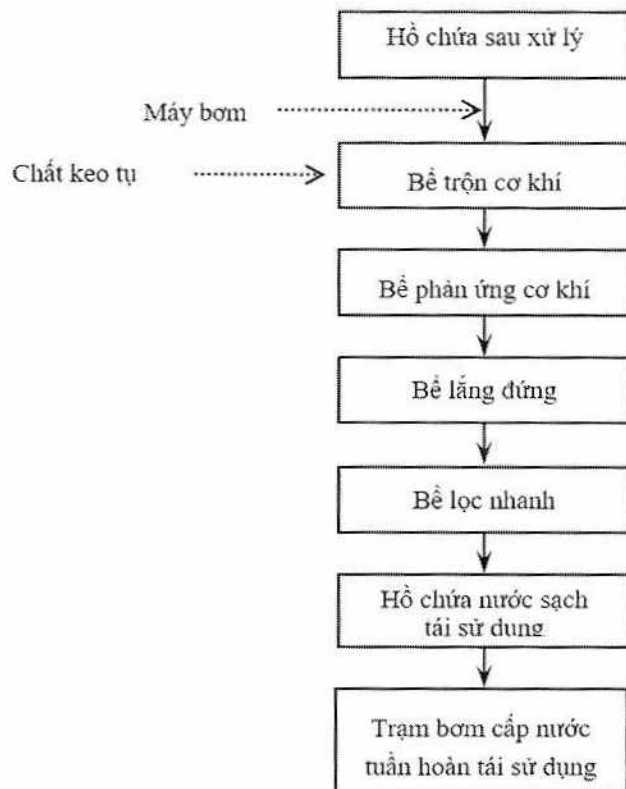 Hồ chứa sau xử lý
Máy bơm
Chất keo tụ
Bể trộn cơ khí
Bể phản ứng cơ khí
Bể lắng đứng
Bể lọc nhanh
Hồ chứa nước sạch
tái sử dụng
Trạm bơm cấp nước
tuần hoàn tái sử dụng